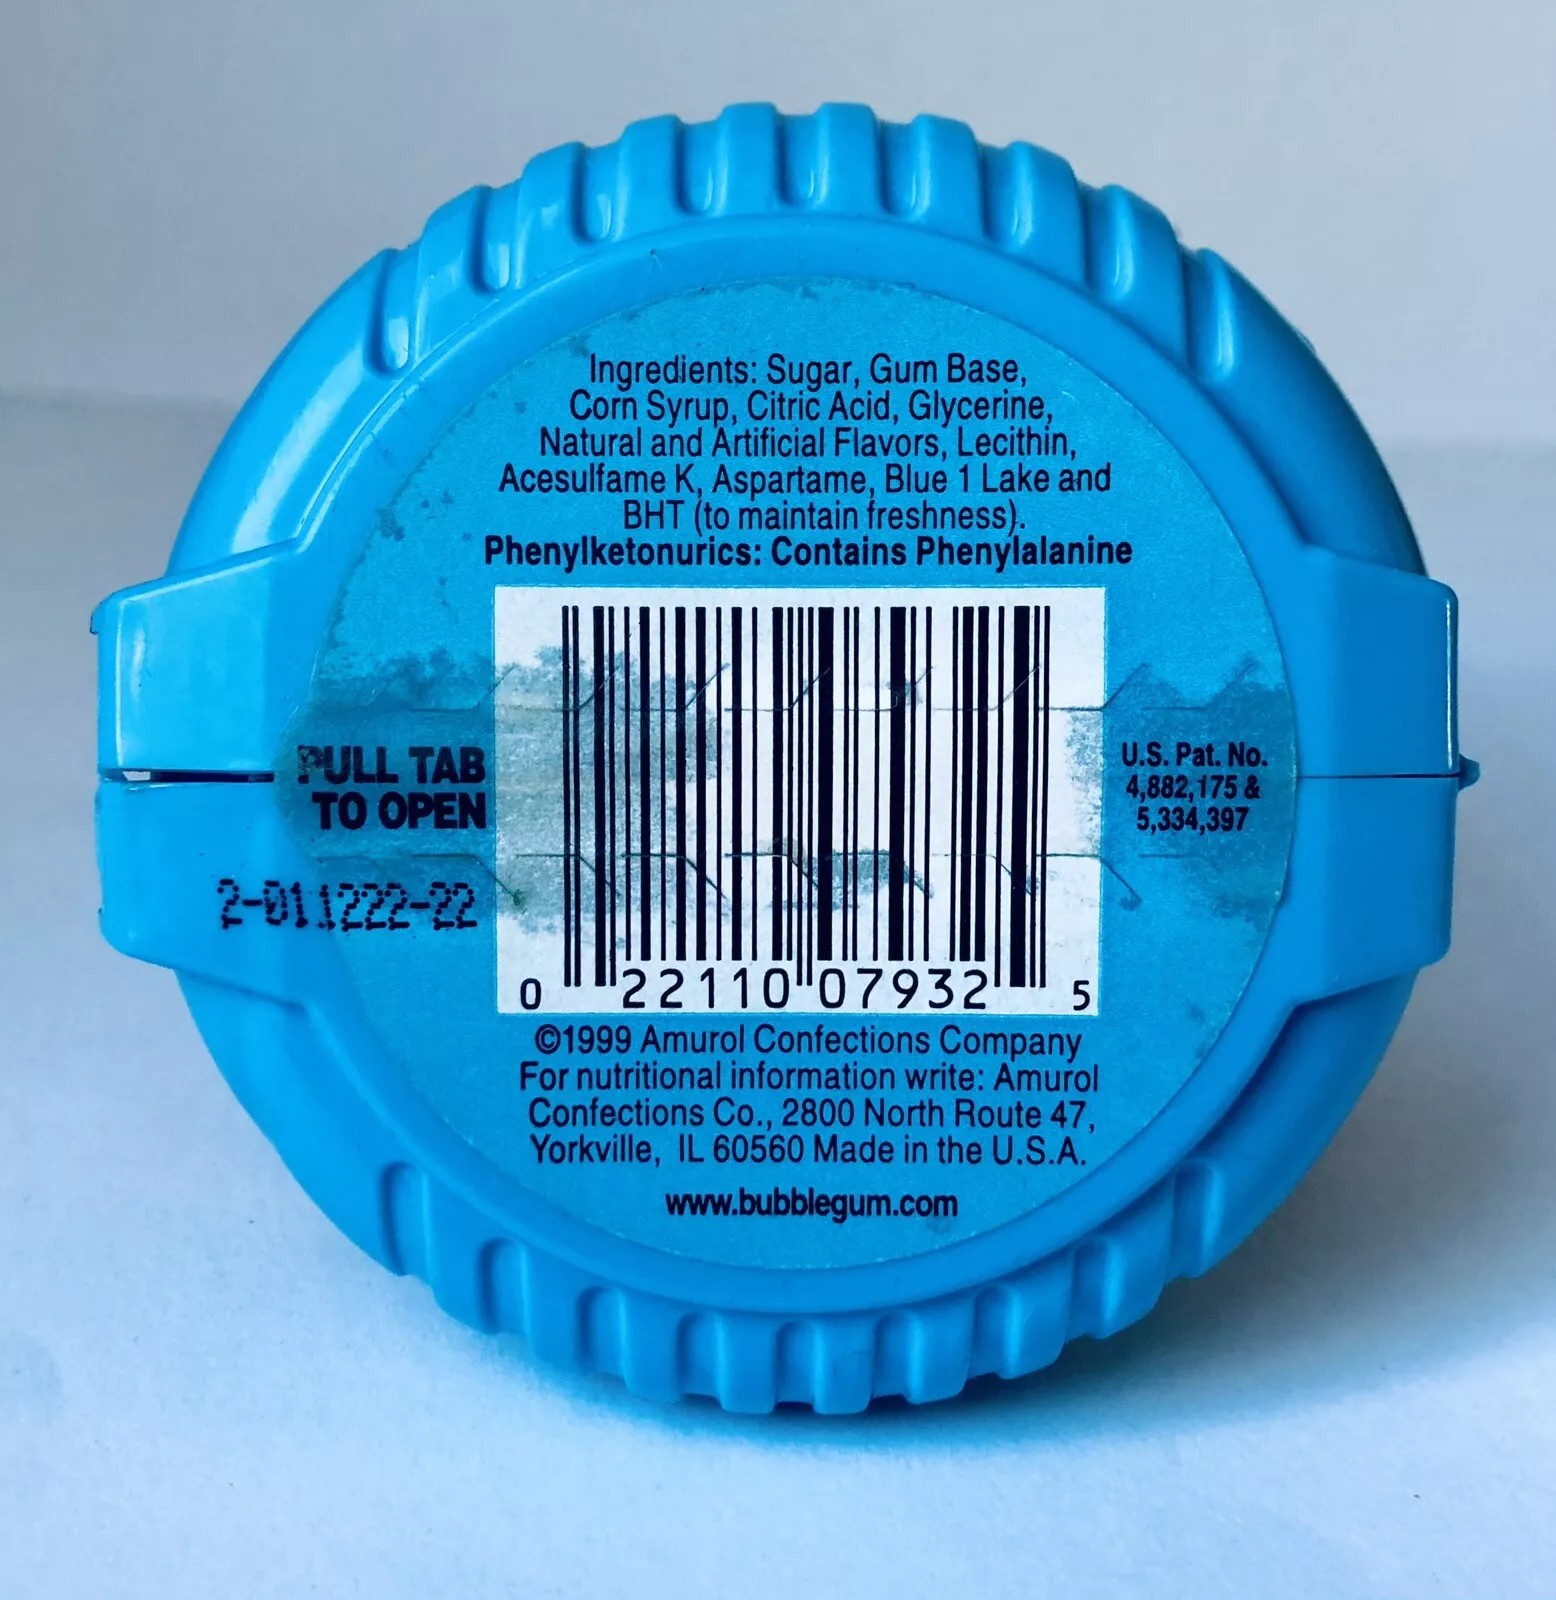 Ingredients: Sugar, Gum Base,
Corn Syrup, Citric Acid, Glycerine,
Natural and Artificial Flavors, Lecithin,
Acesulfame K, Aspartame, Blue 1 Lake and
BHT (to maintain freshness).
Phenylketonurics: Contains Phenylalanine
PULL TAB
TO OPEN
2-011222-22
U.S. Pat. No.
4,882,175 &
5,334,397
0 22110 07932 5
©1999 Amurol Confections Company
For nutritional information write: Amurol
Confections Co., 2800 North Route 47,
Yorkville, IL 60560 Made in the U.S.A.
www.bubblegum.com